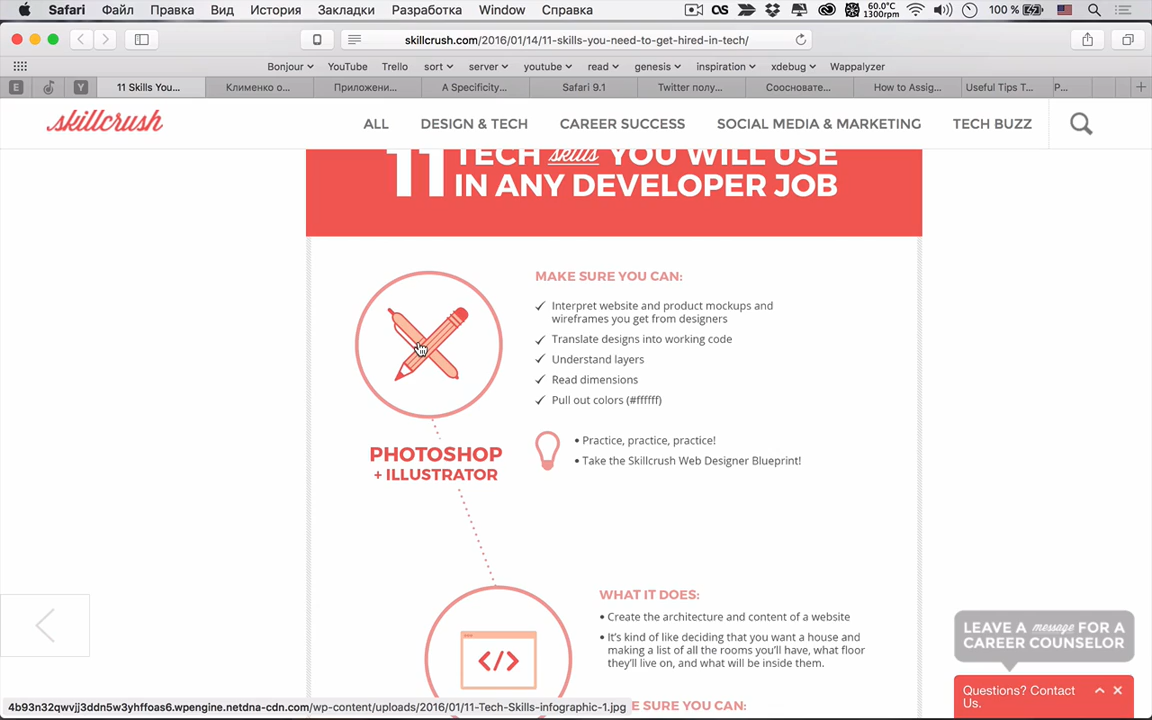 Safari Файл Правка Вид История Закладки Разработка Window Справка 60.0°C 1300rpm 100 %
skillcrush.com/2016/01/14/11-skills-you-need-to-get-hired-in-tech/
Bonjour YouTube Trello sort server youtube read genesis inspiration xdebug Wappalyzer
E Y 11 Skills You... Клименко о... Приложени... A Specificity... Safari 9.1 Twitter полу... Сооснovате... How to Assig... Useful Tips T... P...
skillcrush ALL DESIGN & TECH CAREER SUCCESS SOCIAL MEDIA & MARKETING TECH BUZZ
11 TECH skills YOU WILL USE
IN ANY DEVELOPER JOB
MAKE SURE YOU CAN:
Interpret website and product mockups and
wireframes you get from designers
Translate designs into working code
Understand layers
Read dimensions
Pull out colors (#ffffff)
PHOTOSHOP
+ ILLUSTRATOR
• Practice, practice, practice!
• Take the Skillcrush Web Designer Blueprint!
WHAT IT DOES:
• Create the architecture and content of a website
• It's kind of like deciding that you want a house and
making a list of all the rooms you'll have, what floor
they'll live on, and what will be inside them.
</>
E SURE YOU CAN:
LEAVE A message FOR A
CAREER COUNSELOR
Questions? Contact
Us.
4b93n32qwvjj3ddn5w3yhffoas6.wpengine.netdna-cdn.com/wp-content/uploads/2016/01/11-Tech-Skills-infographic-1.jpg